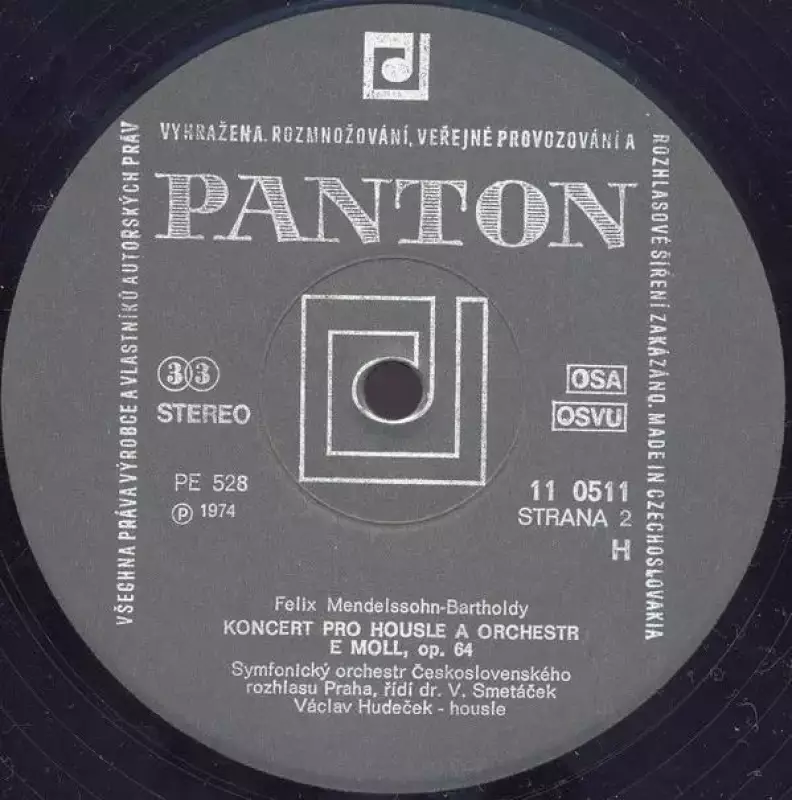 VŠECHNA PRÁVA VÝROBCE A VLASTNÍKŮ AUTORSKÝCH PRÁV
VYHRAŽENA. ROZMNOŽOVÁNÍ, VEŘEJNÉ PROVOZOVÁNÍ A
ROZHLASOVÉ ŠÍŘENÍ ZAKÁZÁNO. MADE IN CZECHOSLOVAKIA
PANTON
33
STEREO
OSA
OSVU
PE 528
℗ 1974
11 0511
STRANA 2
H
Felix Mendelssohn-Bartholdy
KONCERT PRO HOUSLE A ORCHESTR
E MOLL, op. 64
Symfonický orchestr Československého
rozhlasu Praha, řídí dr. V. Smetáček
Václav Hudeček - housle